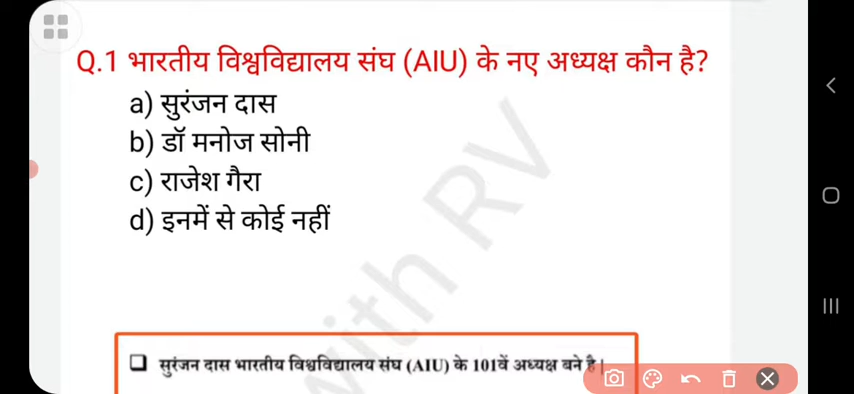 Q.1 भारतीय विश्वविद्यालय संघ (AIU) के नए अध्यक्ष कौन है?
a) सुरंजन दास
b) डॉ मनोज सोनी
c) राजेश गैरा
d) इनमें से कोई नहीं
with RV
सुरंजन दास भारतीय विश्वविद्यालय संघ (AIU) के 101वें अध्यक्ष बने है|